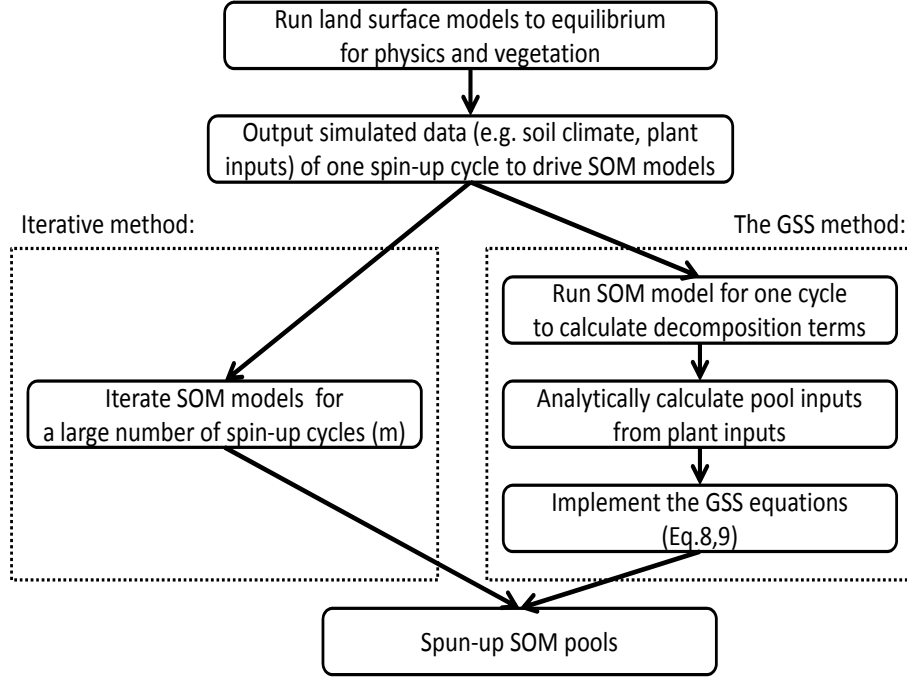 Run land surface models to equilibrium
for physics and vegetation
Output simulated data (e.g. soil climate, plant
inputs) of one spin-up cycle to drive SOM models
Iterative method:
The GSS method:
Run SOM model for one cycle
to calculate decomposition terms
Iterate SOM models for
a large number of spin-up cycles (m)
Analytically calculate pool inputs
from plant inputs
Implement the GSS equations
(Eq.8,9)
Spun-up SOM pools